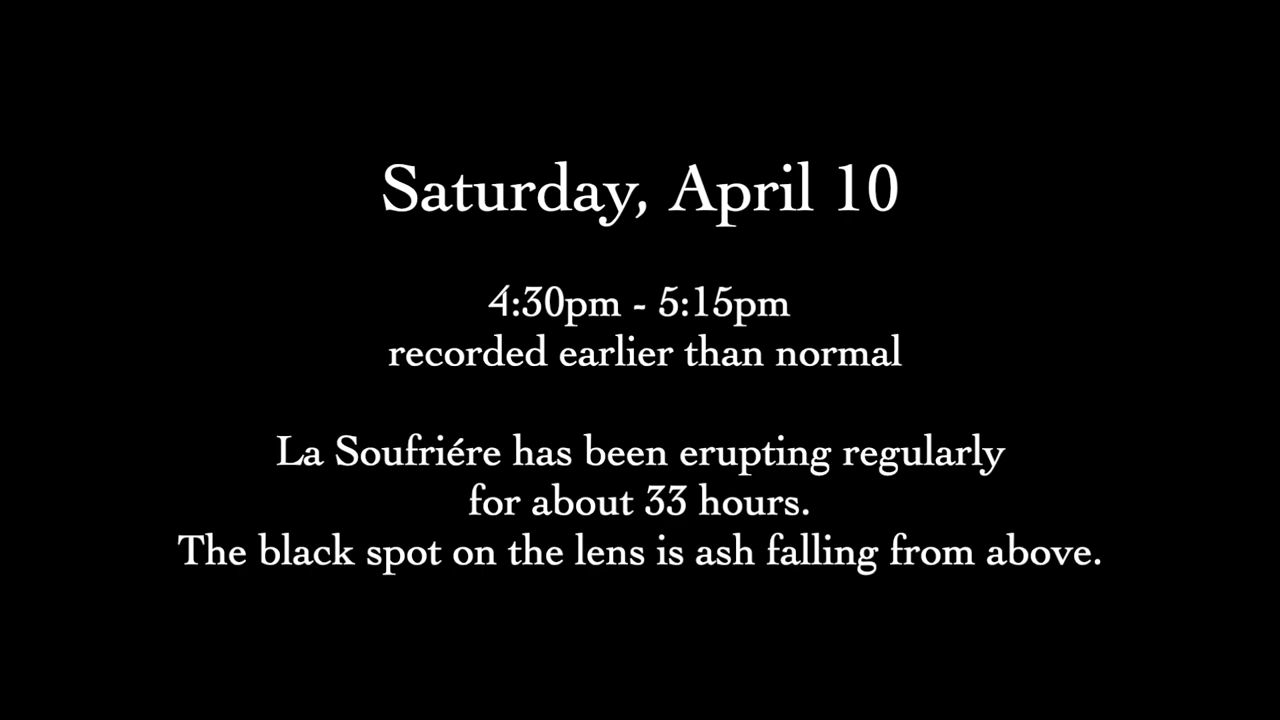 Saturday, April 10
4:30pm - 5:15pm
recorded earlier than normal
La Soufriére has been erupting regularly
for about 33 hours.
The black spot on the lens is ash falling from above.